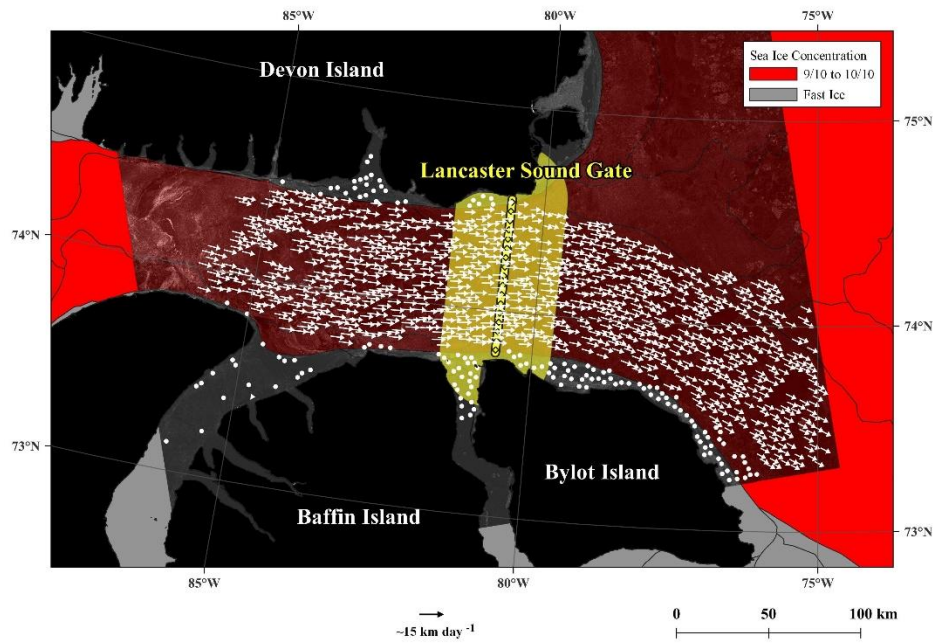 85°W
80°W
Devon Island
Sea Ice Concentration
9/10 to 10/10
Fast Ice
75°N
Lancaster Sound Gate
74°N
74°N
73°N
Bylot Island
Baffin Island
73°N
85°W
80°W
75°W
~15 km day -1
0 50 100 km